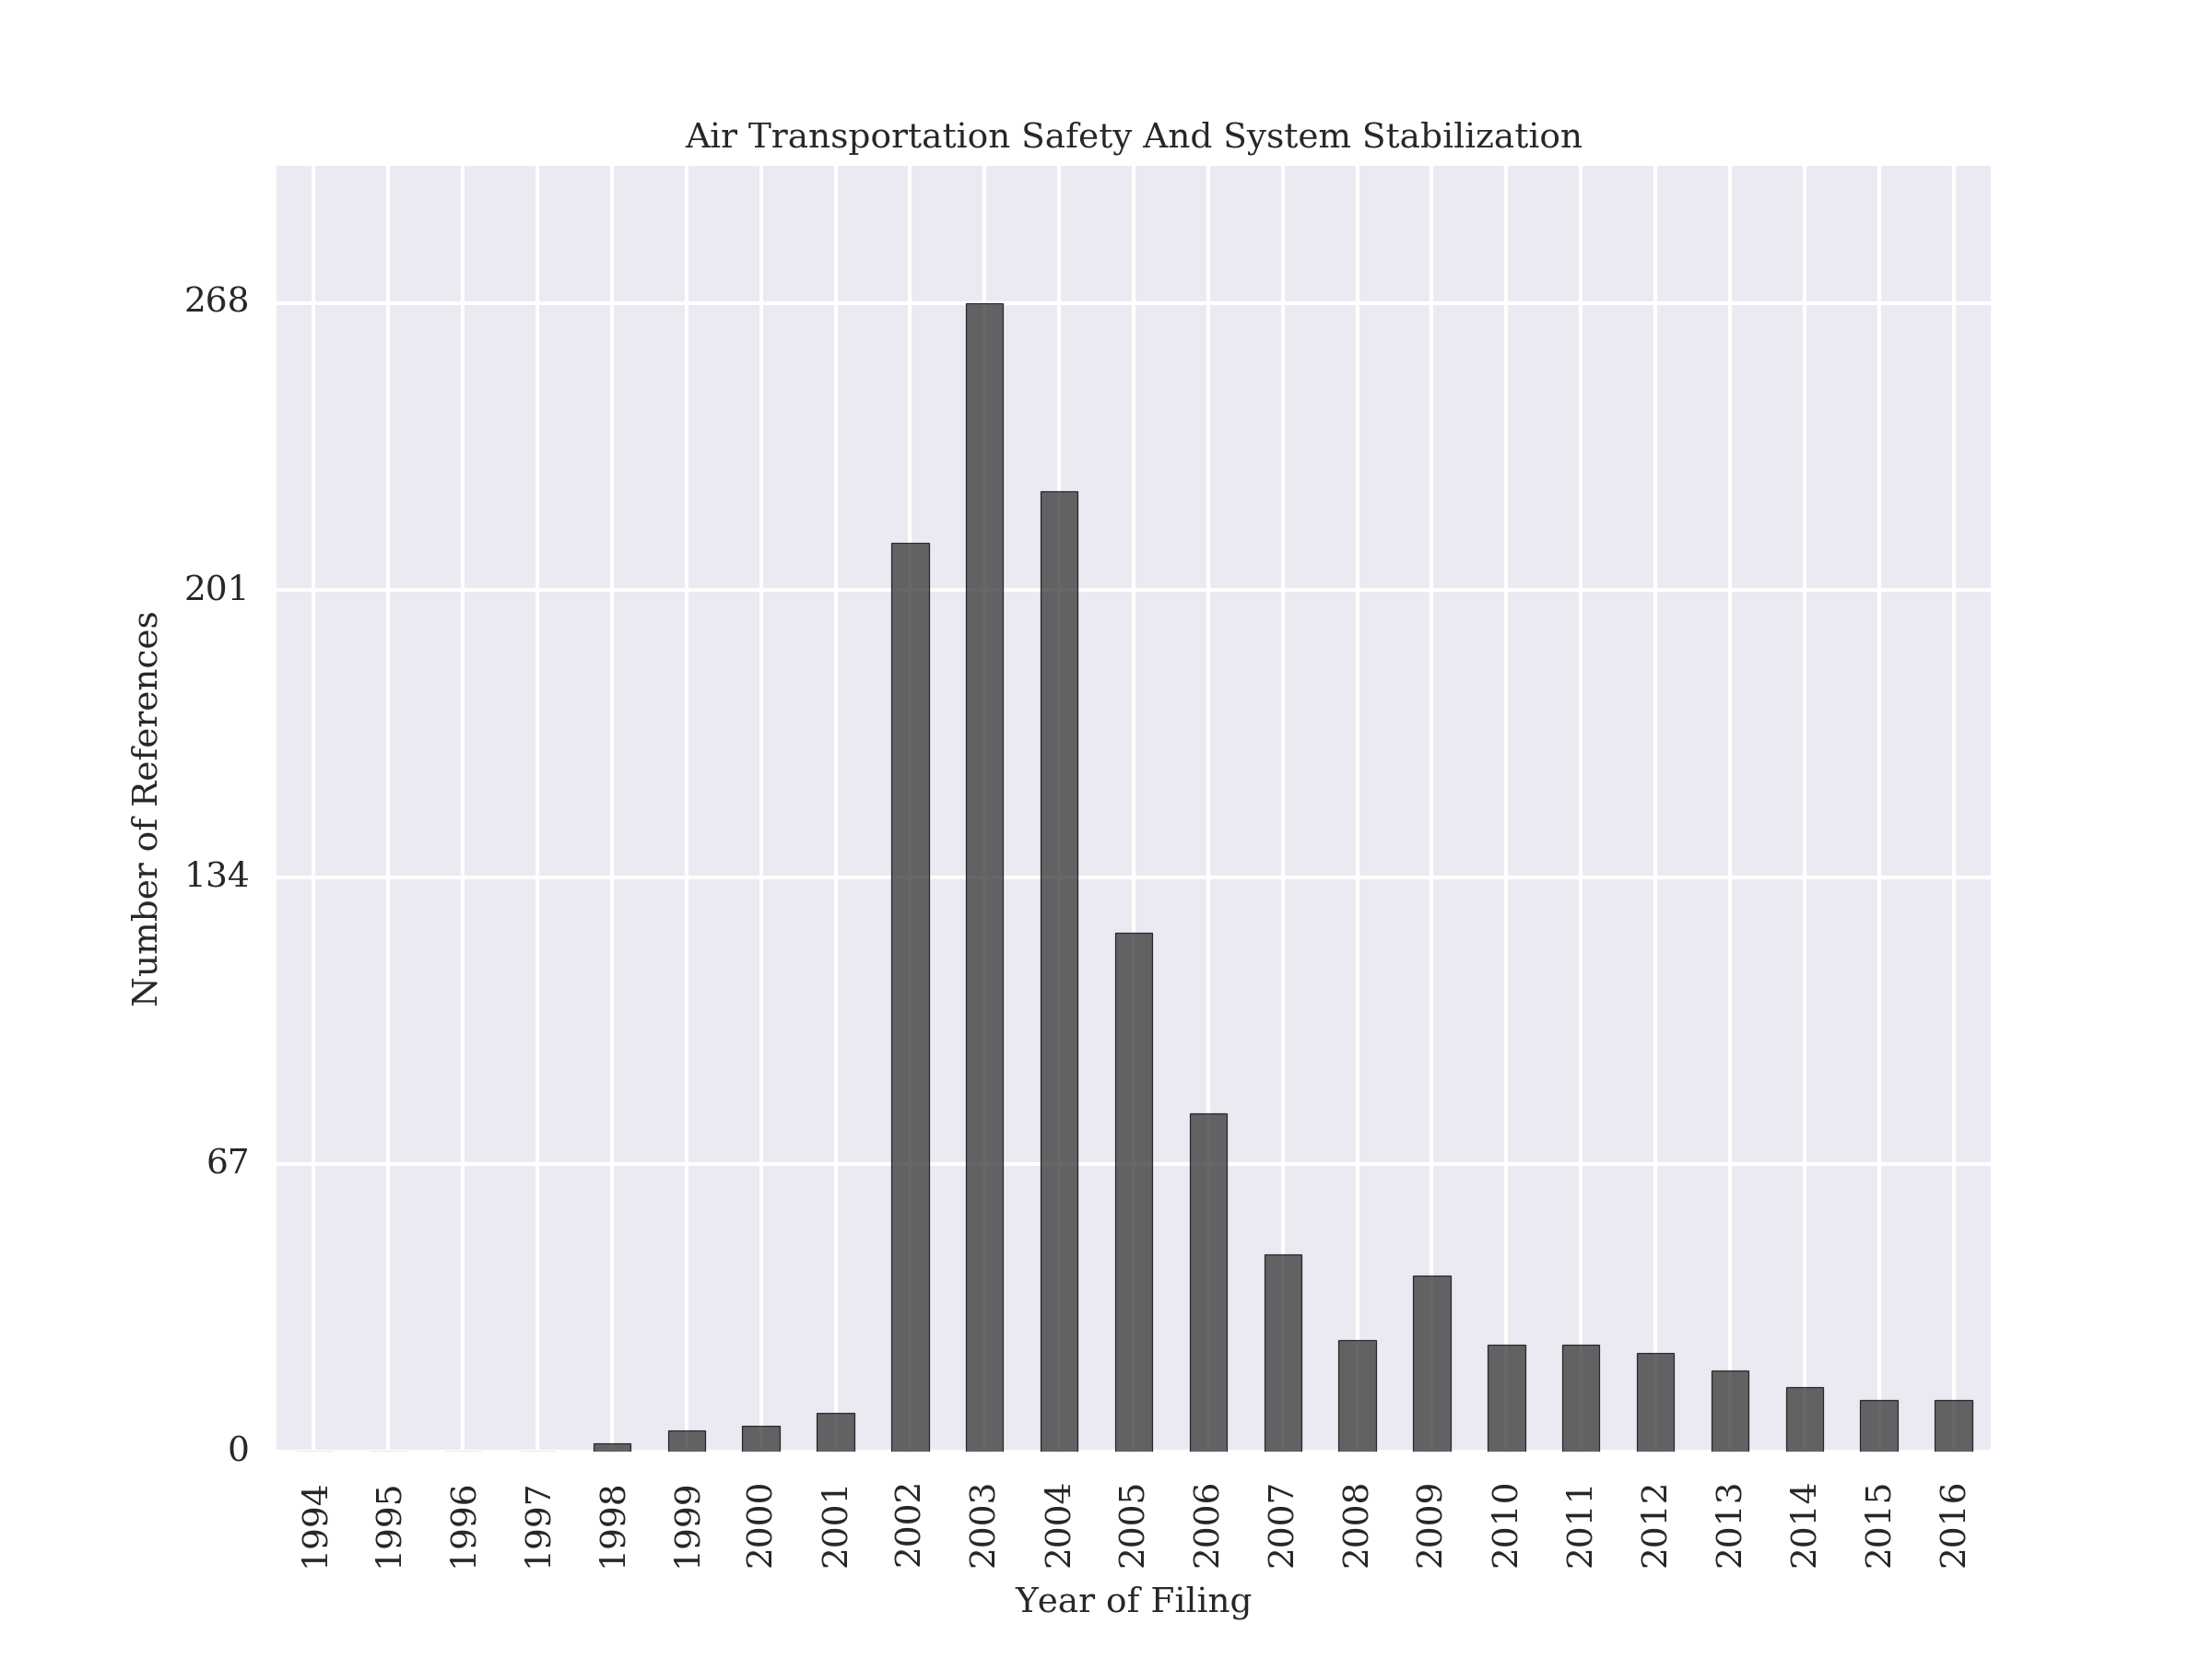 Air Transportation Safety And System Stabilization
268
201
134
67
0
Number of References
1994 1995 1996 1997 1998 1999 2000 2001 2002 2003 2004 2005 2006 2007 2008 2009 2010 2011 2012 2013 2014 2015 2016
Year of Filing